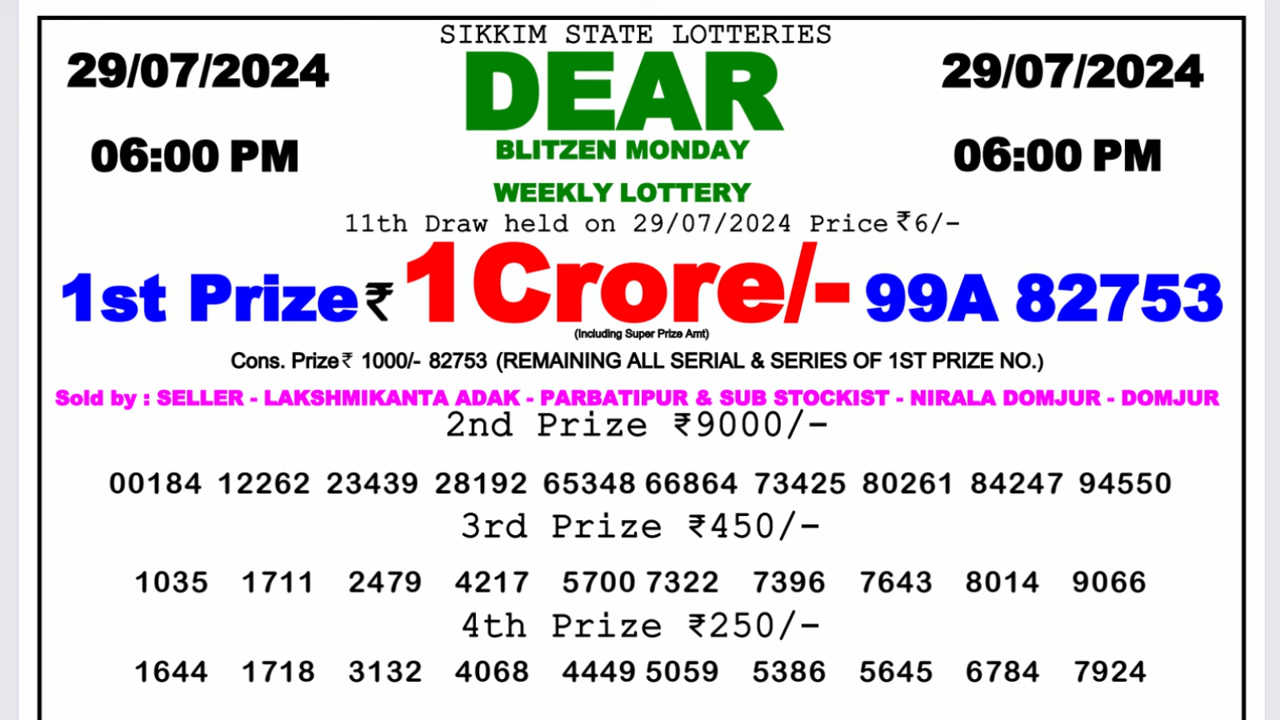 SIKKIM STATE LOTTERIES
29/07/2024 DEAR 29/07/2024
06:00 PM BLITZEN MONDAY 06:00 PM
WEEKLY LOTTERY
11th Draw held on 29/07/2024 Price ₹6/-
1st Prize ₹ 1Crore/- 99A 82753
(Including Super Prize Amt)
Cons. Prize ₹ 1000/- 82753 (REMAINING ALL SERIAL & SERIES OF 1ST PRIZE NO.)
Sold by : SELLER - LAKSHMIKANTA ADAK - PARBATIPUR & SUB STOCKIST - NIRALA DOMJUR - DOMJUR
2nd Prize ₹9000/-
00184 12262 23439 28192 65348 66864 73425 80261 84247 94550
3rd Prize ₹450/-
1035 1711 2479 4217 5700 7322 7396 7643 8014 9066
4th Prize ₹250/-
1644 1718 3132 4068 4449 5059 5386 5645 6784 7924